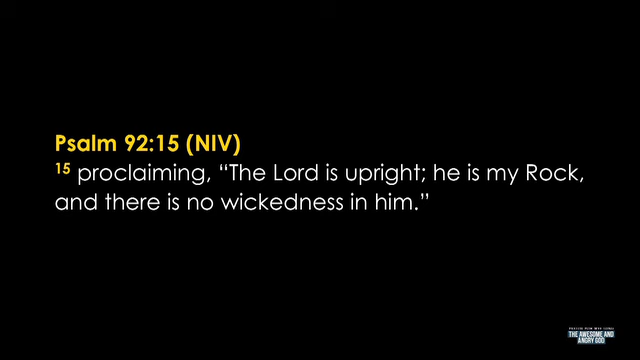 Psalm 92:15 (NIV)
15 proclaiming, “The Lord is upright; he is my Rock,
and there is no wickedness in him.”
THE AWESOME AND
ANGRY GOD